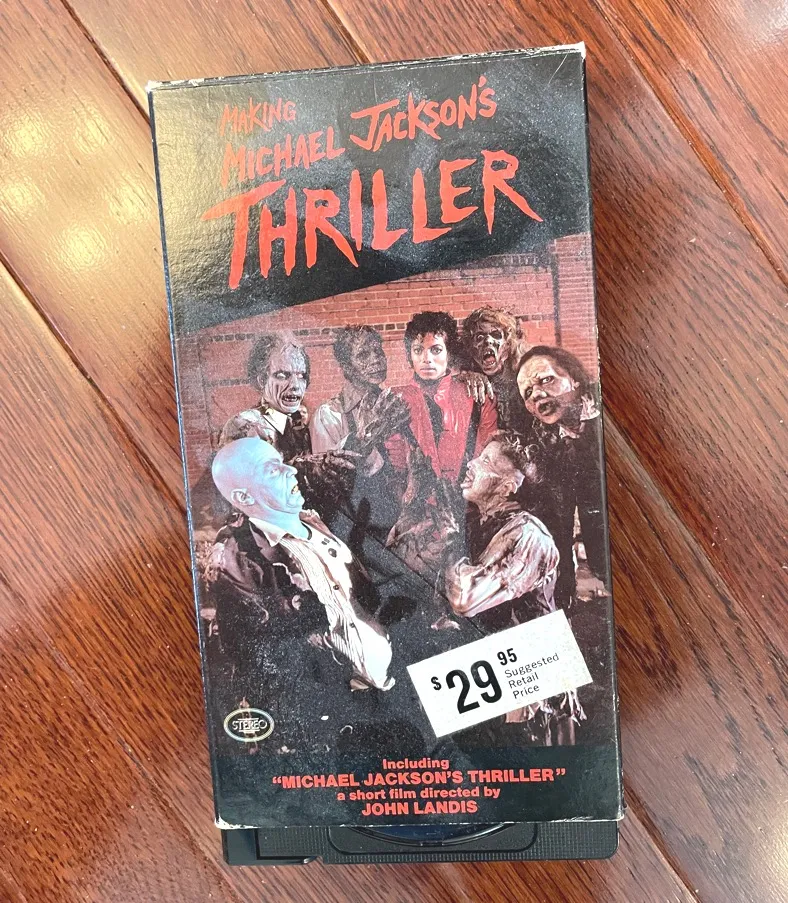 MAKING
MICHAEL JACKSON'S
THRILLER
$29.95
Suggested
Retail
Price
STEREO
Including
"MICHAEL JACKSON'S THRILLER"
a short film directed by
JOHN LANDIS